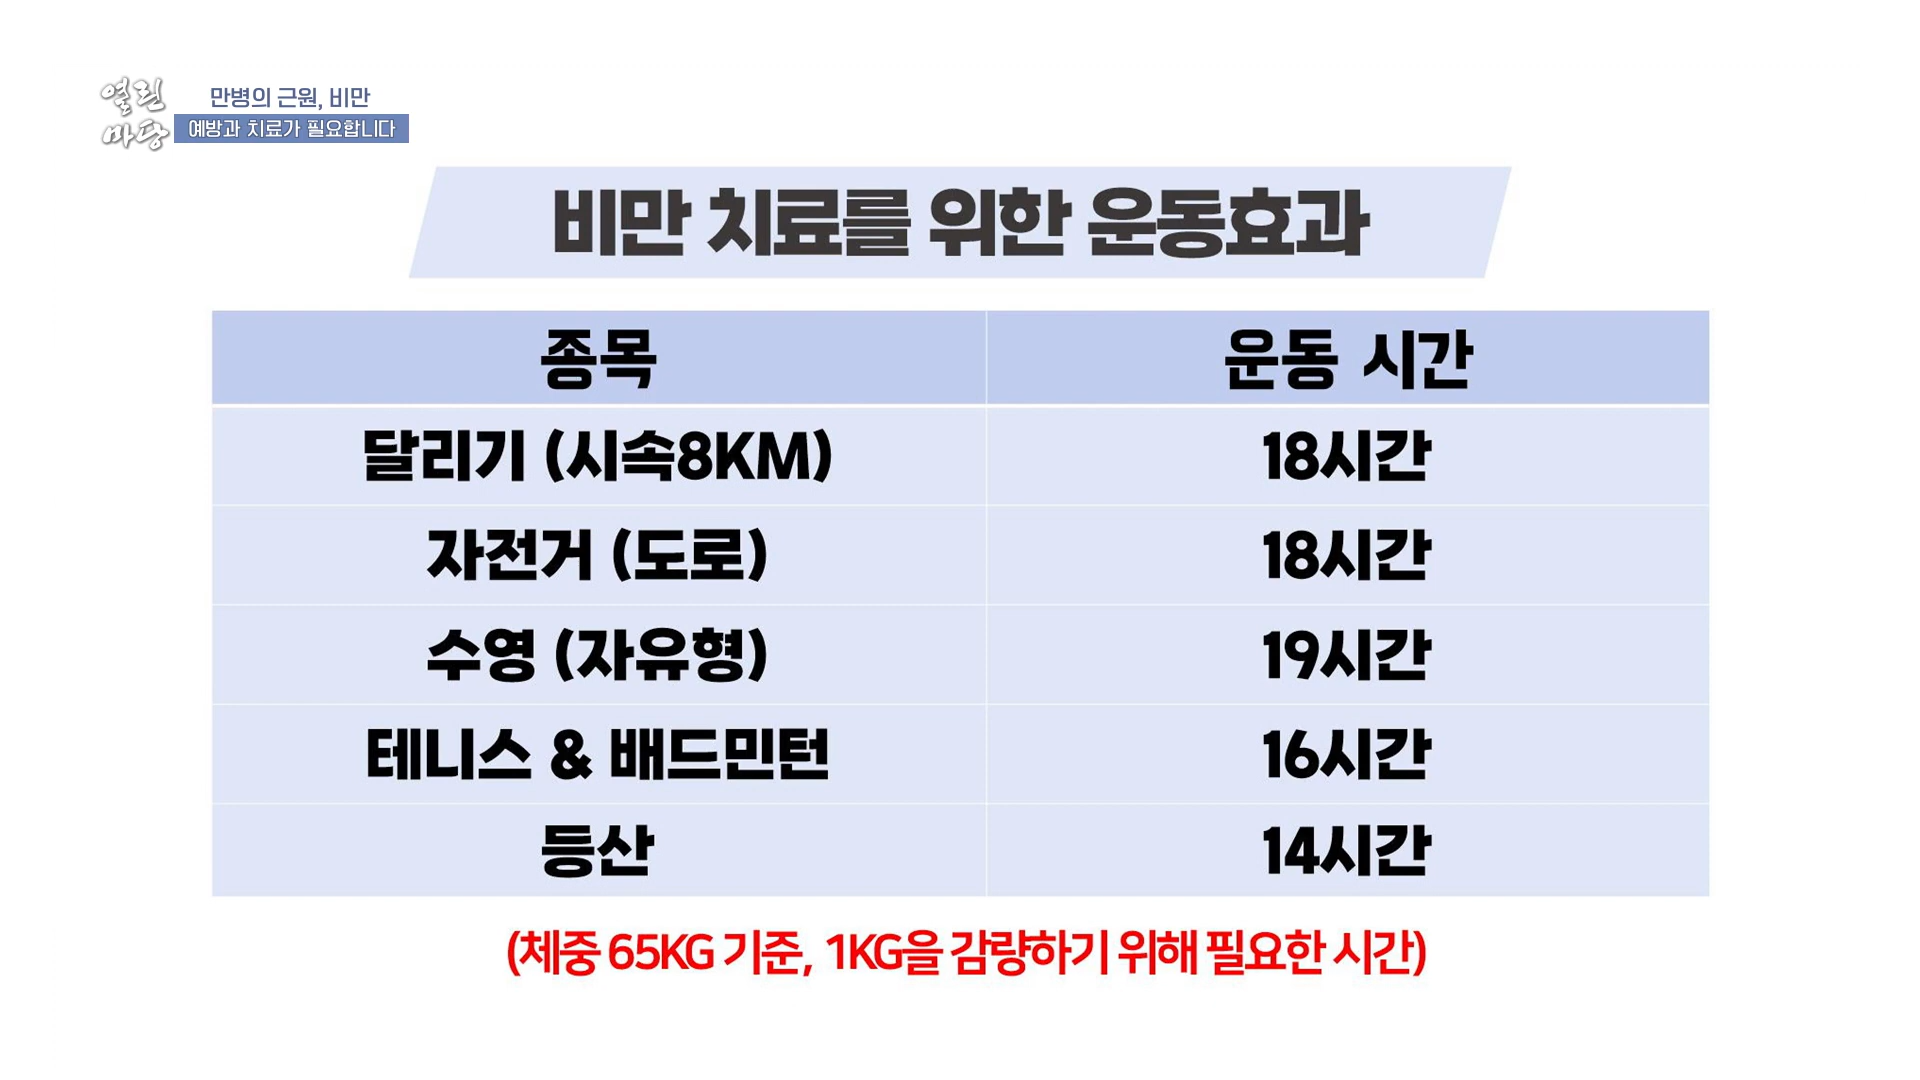 열린
마당
만병의 근원, 비만
예방과 치료가 필요합니다
비만 치료를 위한 운동효과
종목 운동 시간
달리기 (시속8KM) 18시간
자전거 (도로) 18시간
수영 (자유형) 19시간
테니스 & 배드민턴 16시간
등산 14시간
(체중 65KG 기준, 1KG을 감량하기 위해 필요한 시간)